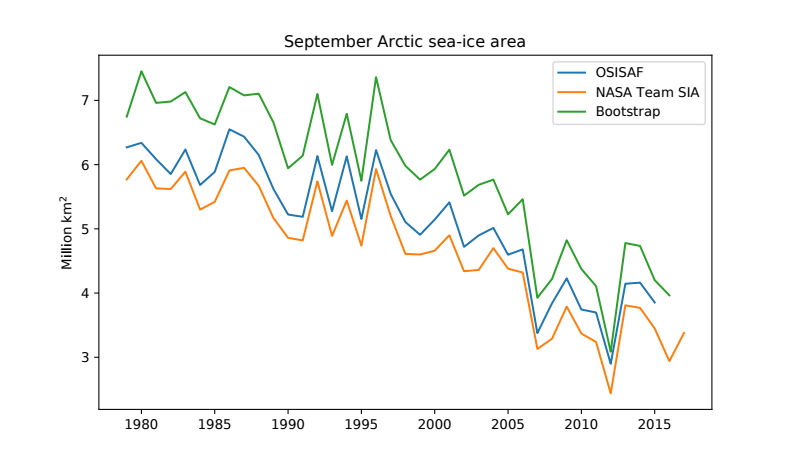 September Arctic sea-ice area
OSISAF
NASA Team SIA
Bootstrap
Million km²
7
6
5
4
3
1980 1985 1990 1995 2000 2005 2010 2015